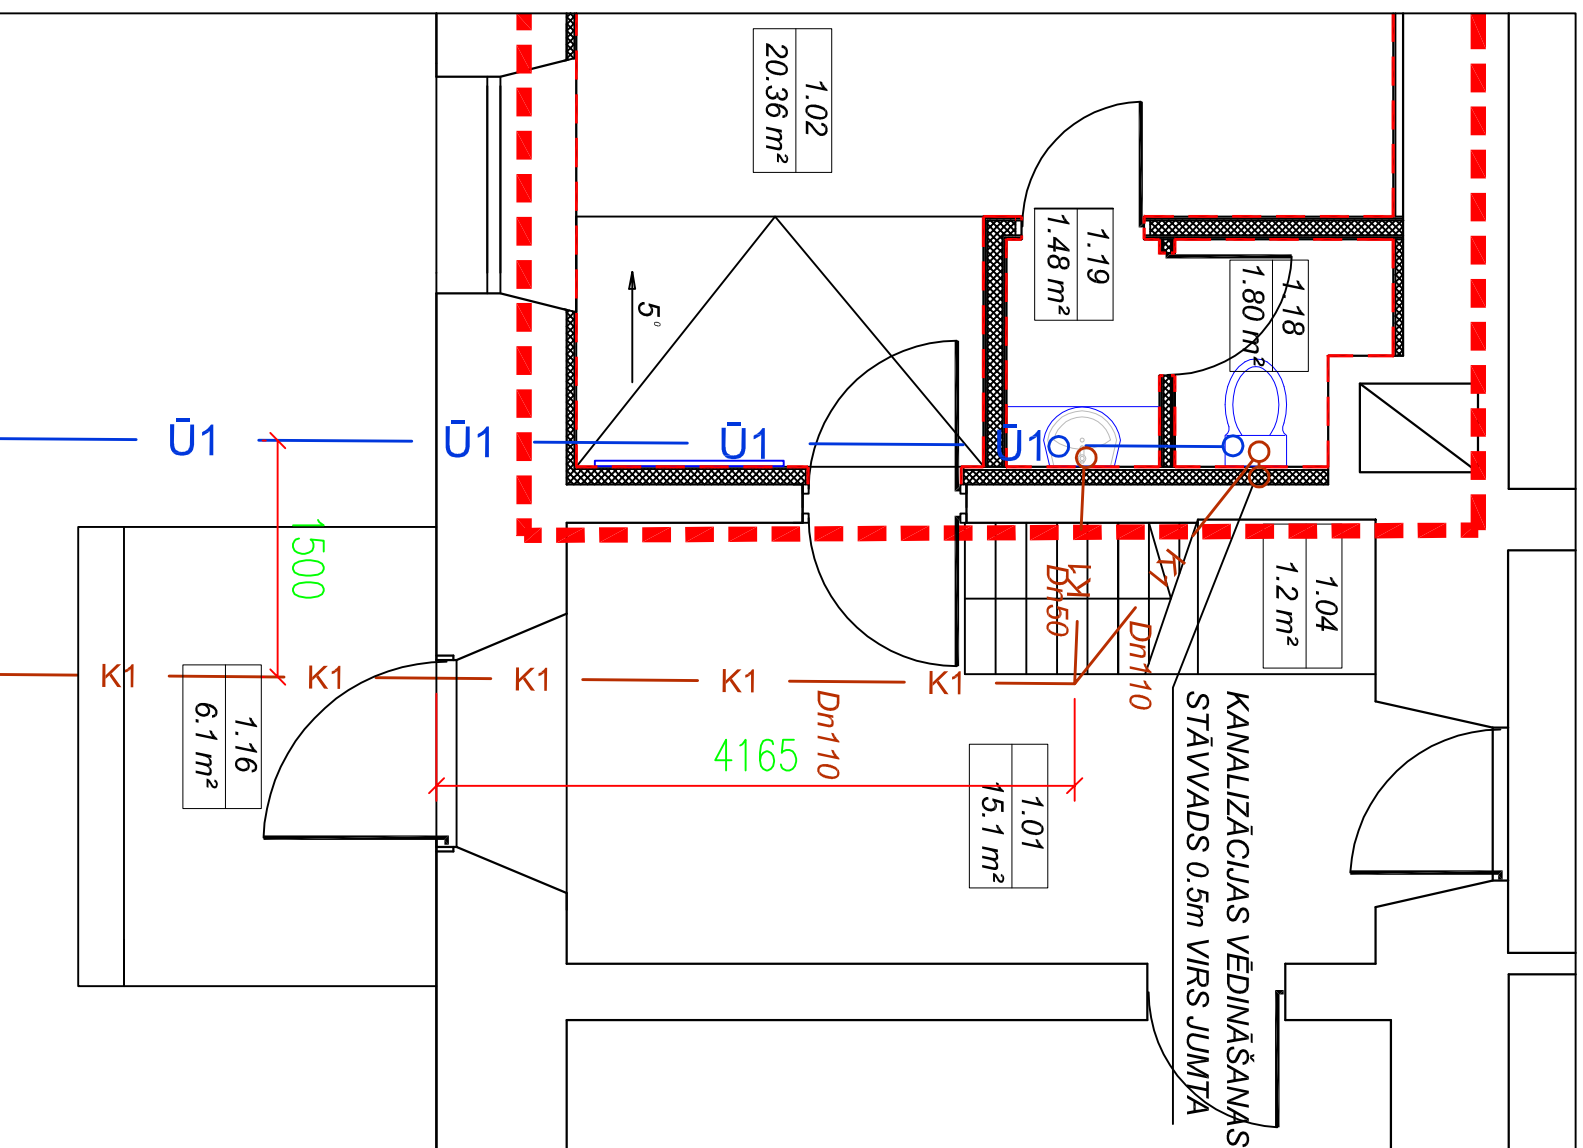 1.02
20.36 m²
1.19
1.48 m²
1.18
1.80 m²
5°
Ū1
Ū1
Ū1
Ū1
1500
K1
Dn50
K1
Dn110
1.04
1.2 m²
K1
K1
K1
K1
K1
Dn110
1.16
6.1 m²
4165
1.01
15.1 m²
KANALIZĀCIJAS VĒDINĀŠANAS
STĀVVADS 0.5m VIRS JUMTA